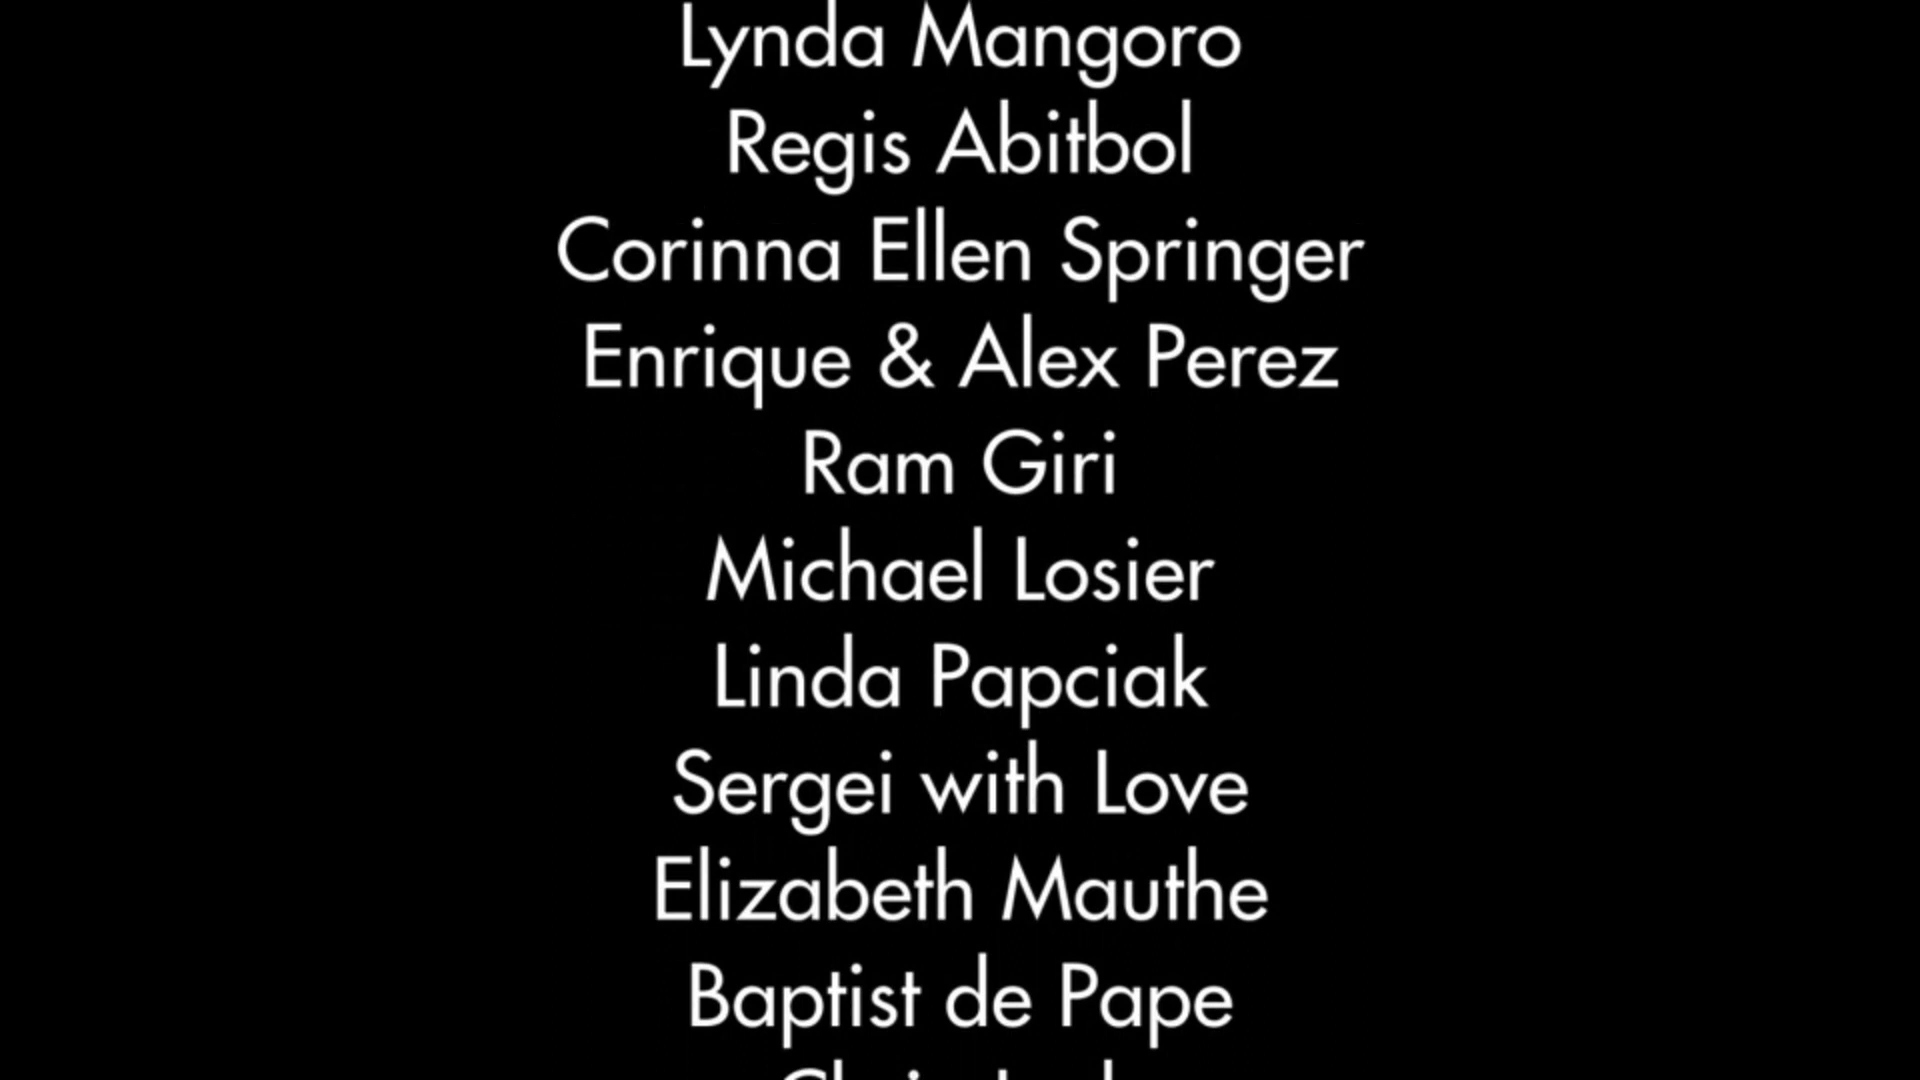 Lynda Mangoro
Regis Abitbol
Corinna Ellen Springer
Enrique & Alex Perez
Ram Giri
Michael Losier
Linda Papciak
Sergei with Love
Elizabeth Mauthe
Baptist de Pape